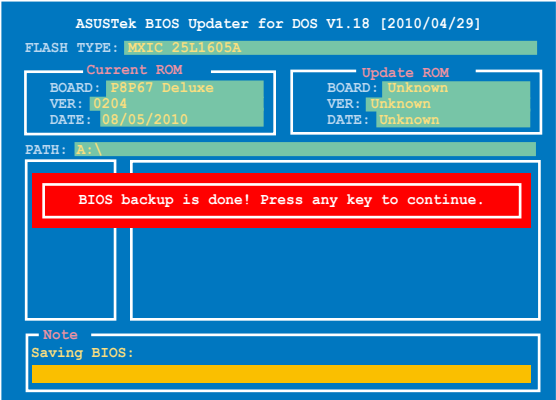 ASUSTek BIOS Updater for DOS V1.18 [2010/04/29]
FLASH TYPE: MXIC 25L1605A
Current ROM
BOARD: P8P67 Deluxe
VER: 0204
DATE: 08/05/2010
Update ROM
BOARD: Unknown
VER: Unknown
DATE: Unknown
PATH: A:\
BIOS backup is done! Press any key to continue.
Note
Saving BIOS: